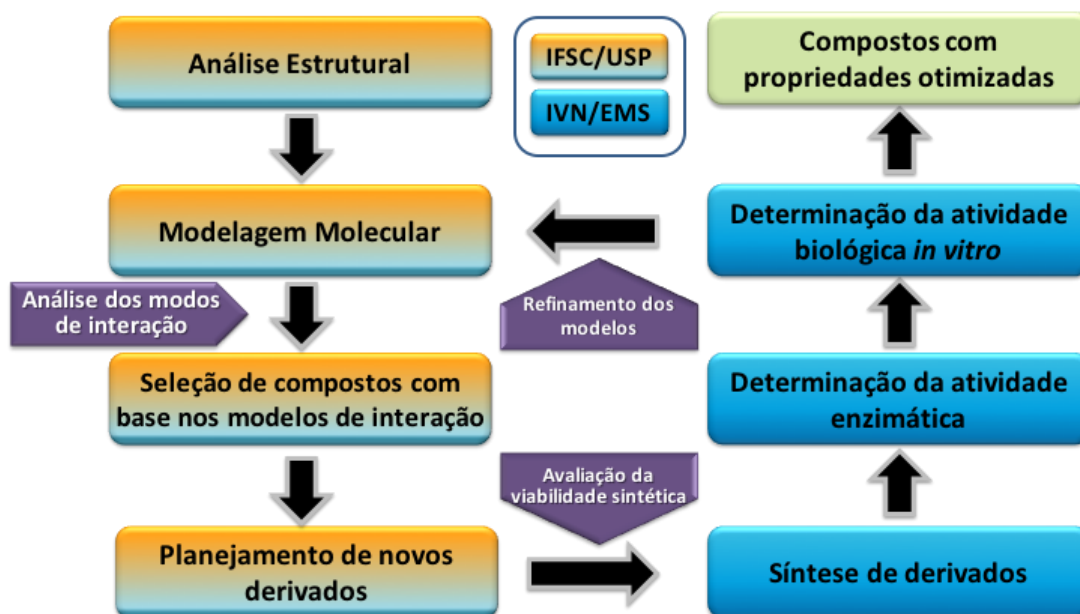 Análise Estrutural
IFSC/USP
IVN/EMS
Compostos com
propriedades otimizadas
Modelagem Molecular
Determinação da atividade
biológica in vitro
Análise dos modos
de interação
Refinamento dos
modelos
Seleção de compostos com
base nos modelos de interação
Determinação da atividade
enzimática
Avaliação da
viabilidade sintética
Planejamento de novos
derivados
Síntese de derivados